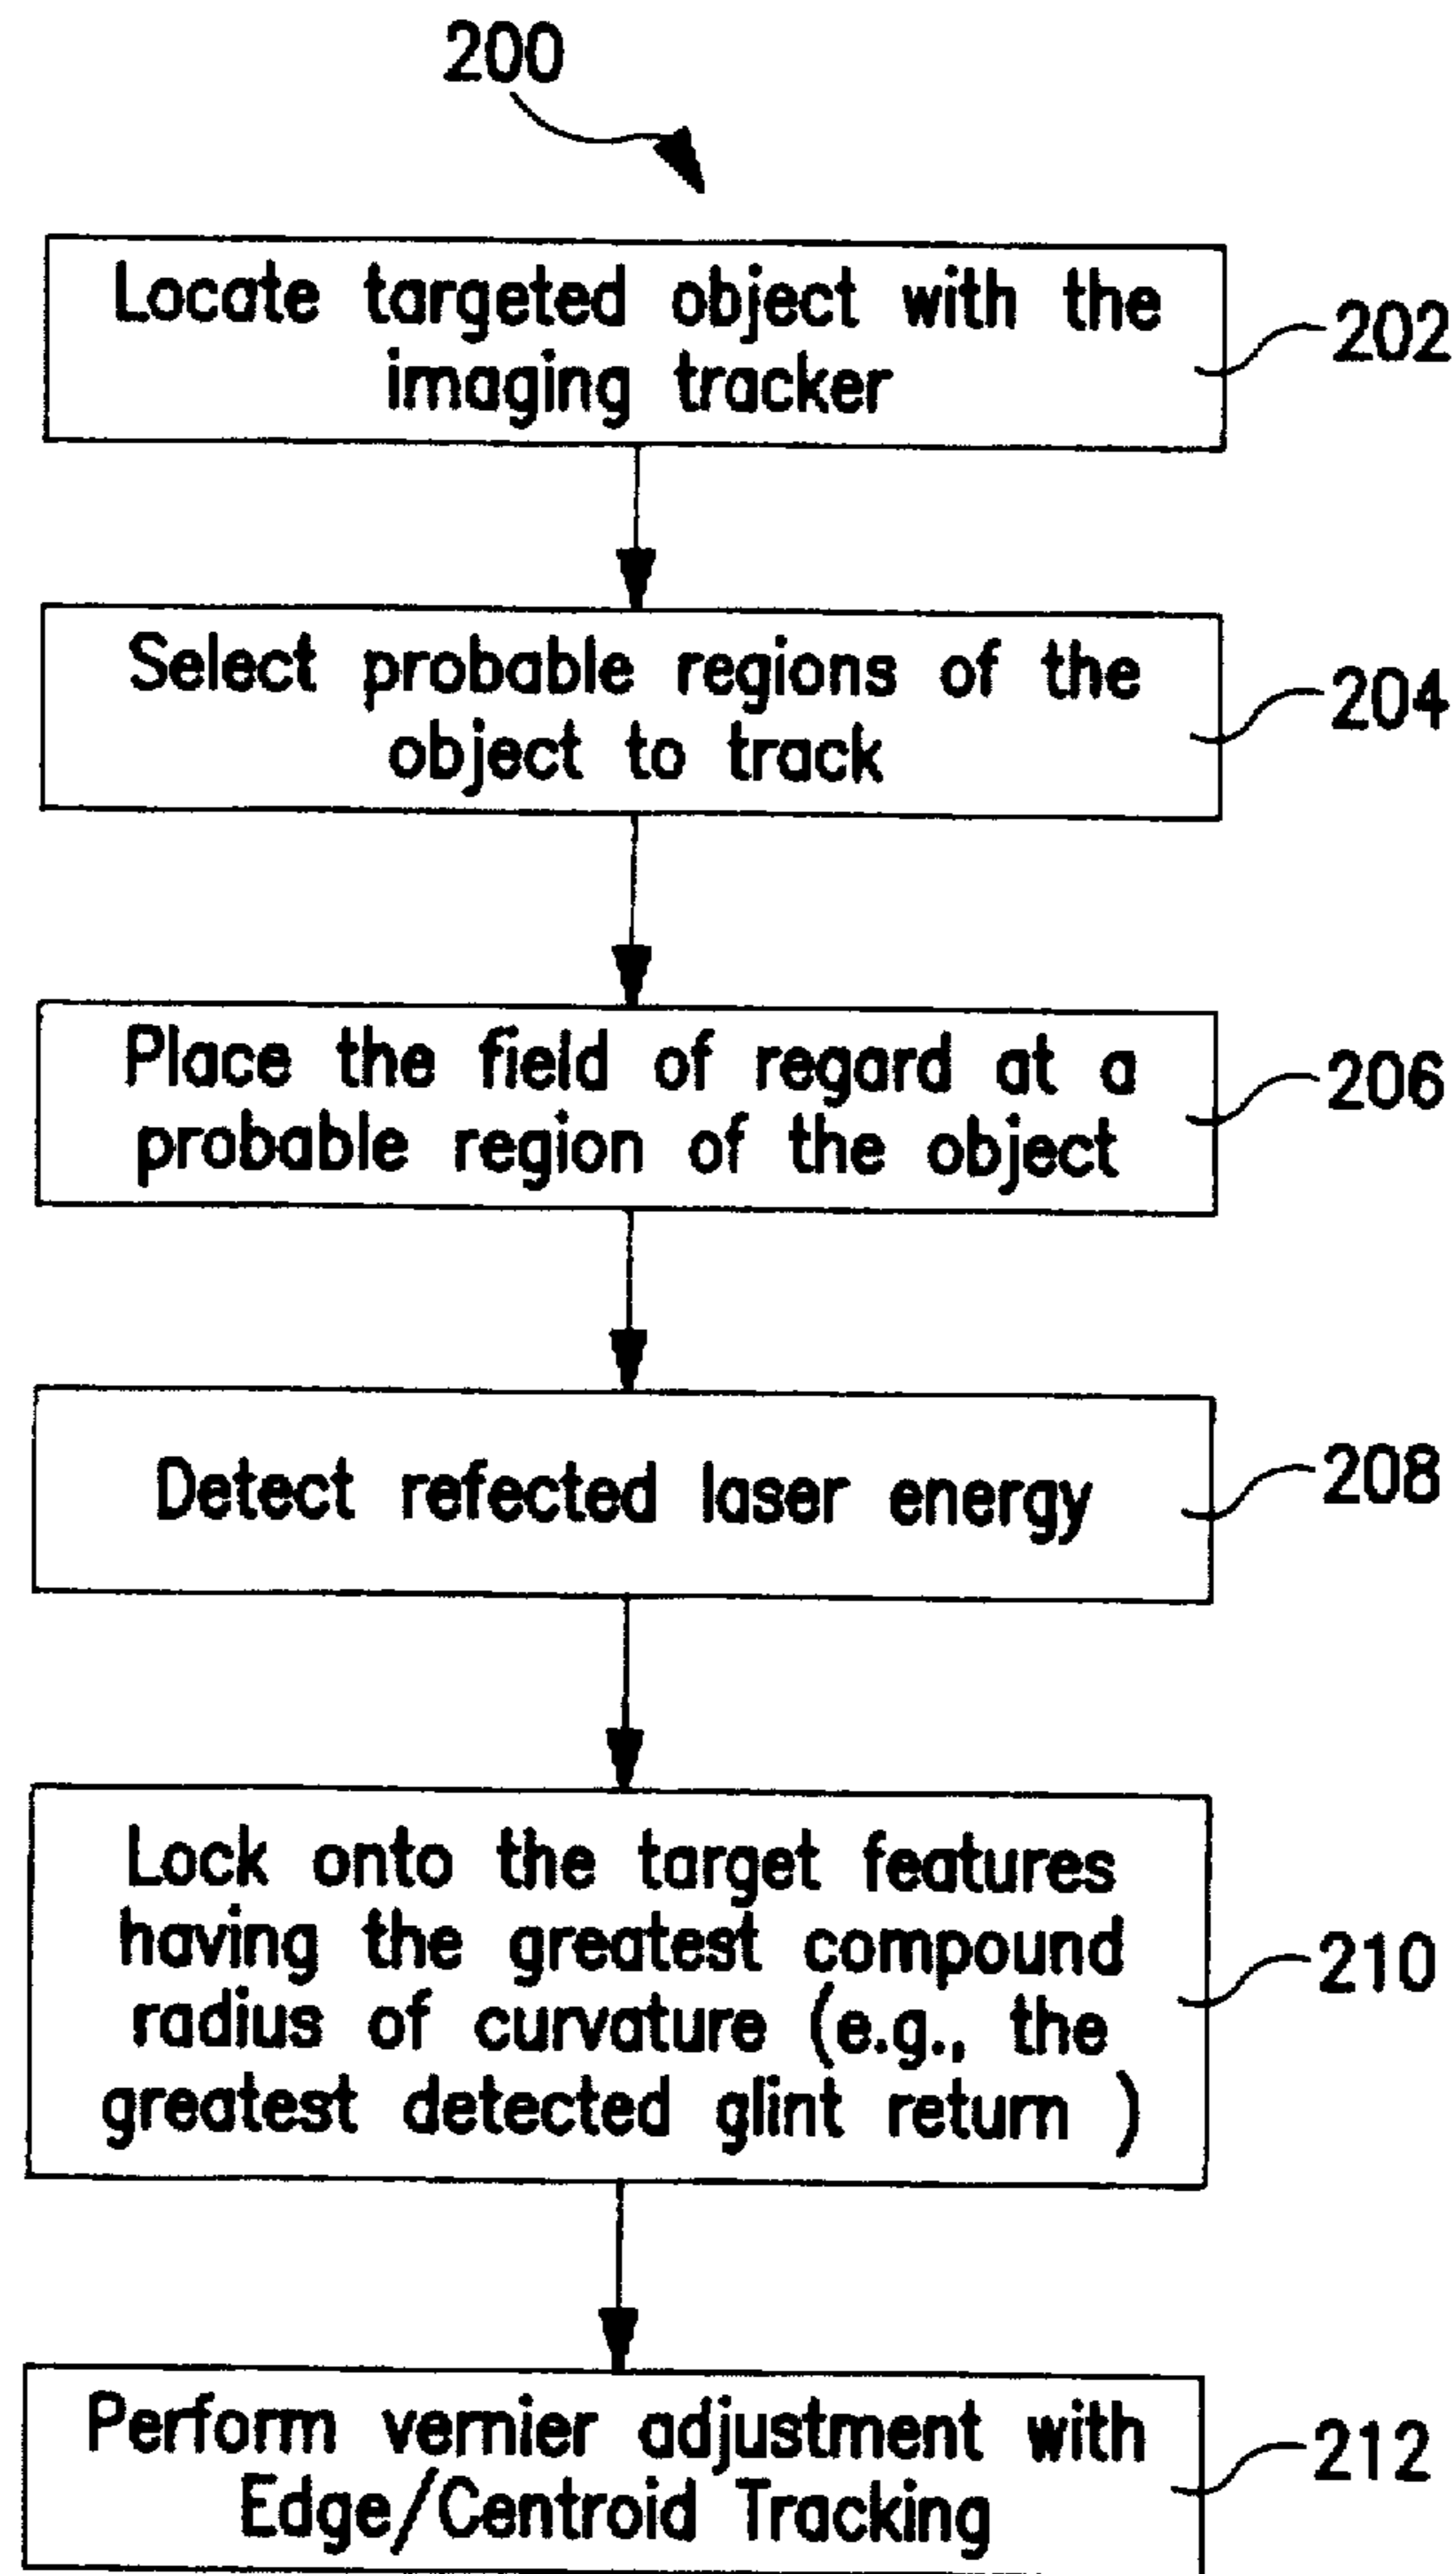 200
Locate targeted object with the
imaging tracker
202
Select probable regions of the
object to track
204
Place the field of regard at a
probable region of the object
206
Detect refected laser energy
208
Lock onto the target features
having the greatest compound
radius of curvature (e.g., the
greatest detected glint return )
210
Perform vernier adjustment with
Edge/Centroid Tracking
212